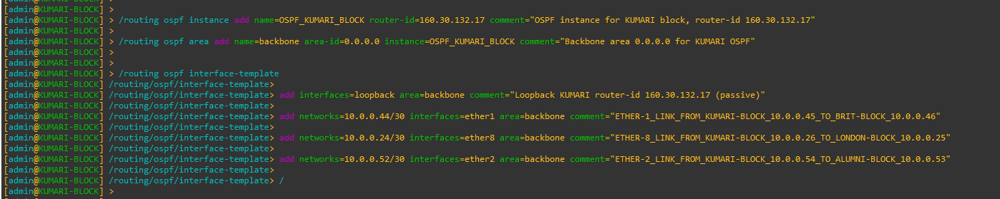 [admin@KUMARI-BLOCK] >
[admin@KUMARI-BLOCK] > /routing ospf instance add name=OSPF_KUMARI_BLOCK router-id=160.30.132.17 comment="OSPF instance for KUMARI block, router-id 160.30.132.17"
[admin@KUMARI-BLOCK] >
[admin@KUMARI-BLOCK] > /routing ospf area add name=backbone area-id=0.0.0.0 instance=OSPF_KUMARI_BLOCK comment="Backbone area 0.0.0.0 for KUMARI OSPF"
[admin@KUMARI-BLOCK] >
[admin@KUMARI-BLOCK] >
[admin@KUMARI-BLOCK] > /routing ospf interface-template
[admin@KUMARI-BLOCK] /routing/ospf/interface-template>
[admin@KUMARI-BLOCK] /routing/ospf/interface-template> add interfaces=loopback area=backbone comment="Loopback KUMARI router-id 160.30.132.17 (passive)"
[admin@KUMARI-BLOCK] /routing/ospf/interface-template>
[admin@KUMARI-BLOCK] /routing/ospf/interface-template> add networks=10.0.0.44/30 interfaces=ether1 area=backbone comment="ETHER-1_LINK_FROM_KUMARI-BLOCK_10.0.0.45_TO_BRIT-BLOCK_10.0.0.46"
[admin@KUMARI-BLOCK] /routing/ospf/interface-template>
[admin@KUMARI-BLOCK] /routing/ospf/interface-template> add networks=10.0.0.24/30 interfaces=ether8 area=backbone comment="ETHER-8_LINK_FROM_KUMARI-BLOCK_10.0.0.26_TO_LONDON-BLOCK_10.0.0.25"
[admin@KUMARI-BLOCK] /routing/ospf/interface-template>
[admin@KUMARI-BLOCK] /routing/ospf/interface-template> add networks=10.0.0.52/30 interfaces=ether2 area=backbone comment="ETHER-2_LINK_FROM_KUMARI-BLOCK_10.0.0.54_TO_ALUMNI-BLOCK_10.0.0.53"
[admin@KUMARI-BLOCK] /routing/ospf/interface-template>
[admin@KUMARI-BLOCK] /routing/ospf/interface-template> /
[admin@KUMARI-BLOCK] >